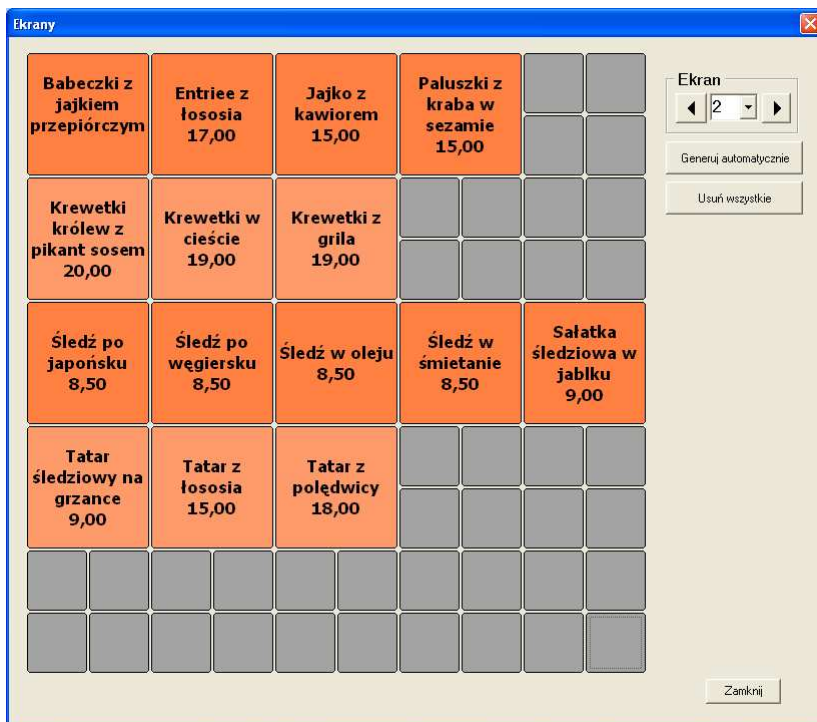 Ekrany
Babeczki z
jajkiem
przepiórczym
Entriee z
łososia
17,00
Jajko z
kawiorem
15,00
Paluszki z
kraba w
sezamie
15,00
Ekran
2
Generuj automatycznie
Usuń wszystkie
Krewetki
królew z
pikant sosem
20,00
Krewetki w
cieście
19,00
Krewetki z
grila
19,00
Śledź po
japońsku
8,50
Śledź po
węgiersku
8,50
Śledź w oleju
8,50
Śledź w
śmietanie
8,50
Sałatka
śledziowa w
jablku
9,00
Tatar
śledziowy na
grzance
9,00
Tatar z
łososia
15,00
Tatar z
polędwicy
18,00
Zamknij